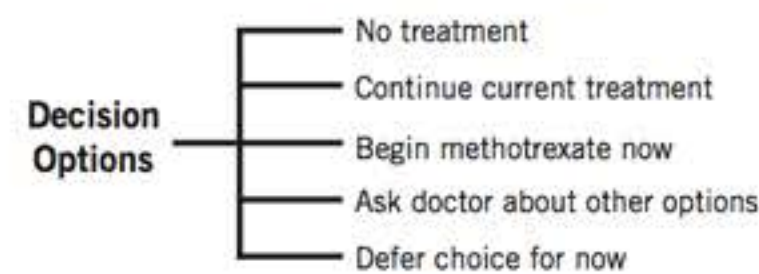 Decision
Options
No treatment
Continue current treatment
Begin methotrexate now
Ask doctor about other options
Defer choice for now